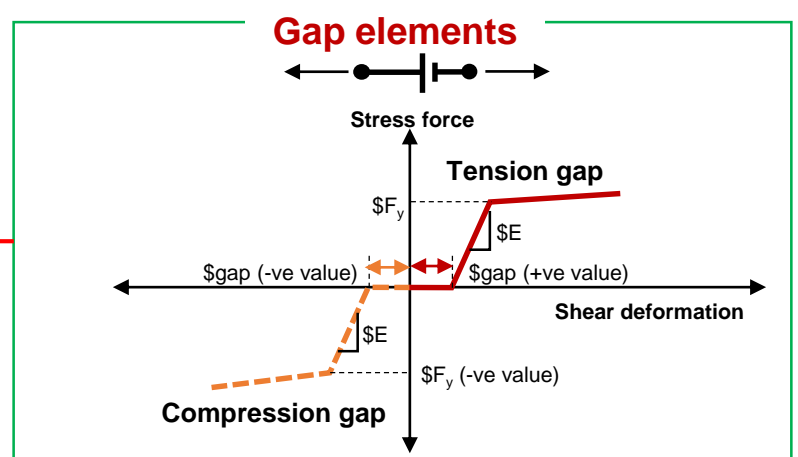 Gap elements
Stress force
Tension gap
$Fy
$E
$gap (-ve value)
$gap (+ve value)
Shear deformation
$E
$Fy (-ve value)
Compression gap